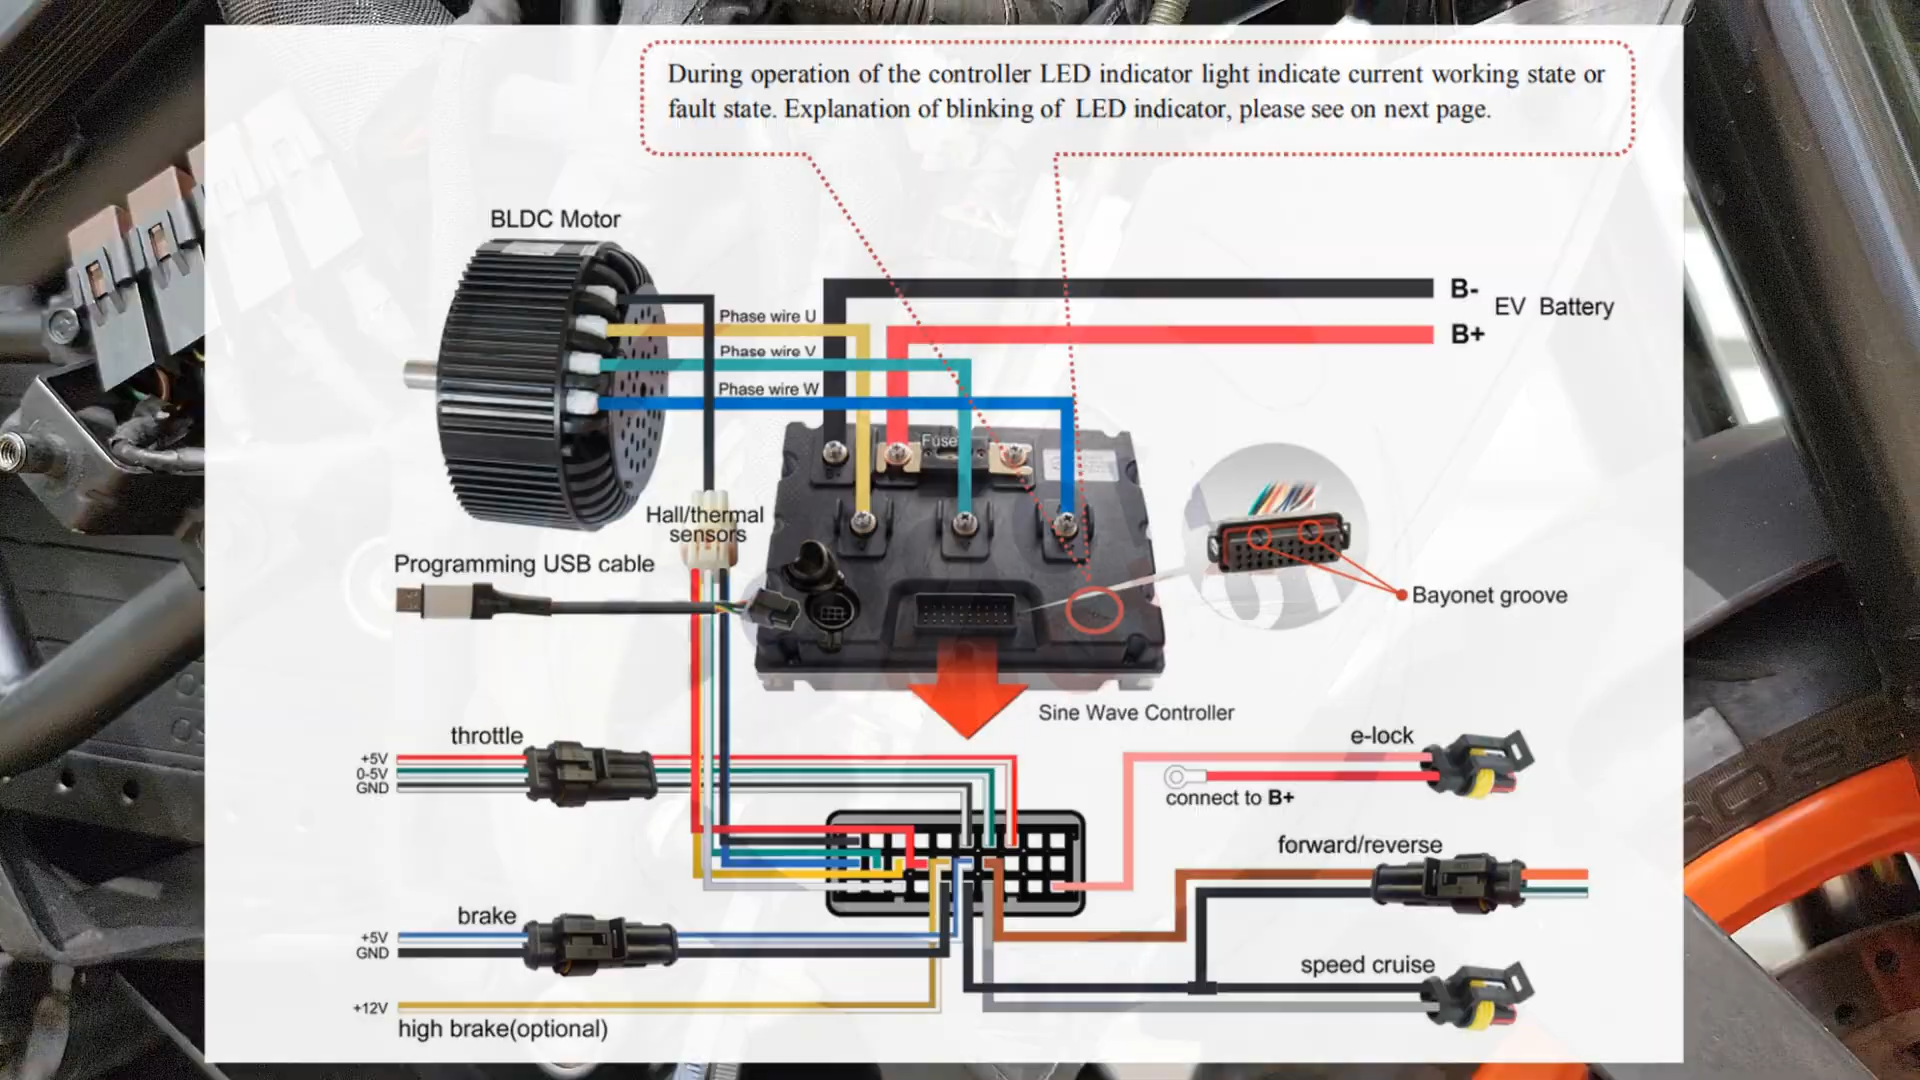 During operation of the controller LED indicator light indicate current working state or
fault state. Explanation of blinking of LED indicator, please see on next page.
BLDC Motor
B-
EV Battery
B+
Phase wire U
Phase wire V
Phase wire W
Fuse
Hall/thermal
sensors
Programming USB cable
Bayonet groove
Sine Wave Controller
throttle
+5V
0-5V
GND
e-lock
connect to B+
forward/reverse
brake
+5V
GND
speed cruise
+12V
high brake(optional)